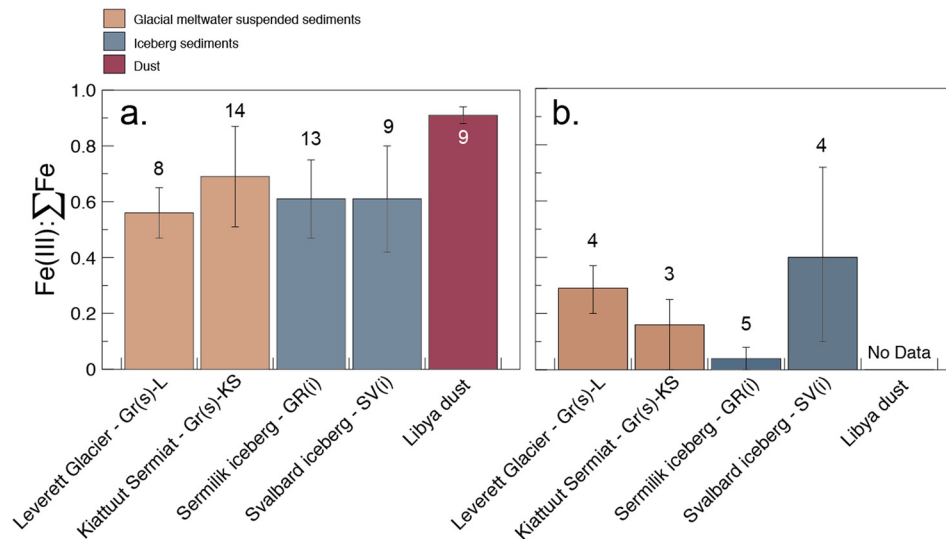 Glacial meltwater suspended sediments
Iceberg sediments
Dust
a.
b.
Fe(III):∑Fe
1.0
0.8
0.6
0.4
0.2
0
8
14
13
9
9
4
3
5
4
No Data
Leverett Glacier - Gr(s)-L
Kiattuut Sermiat - Gr(s)-KS
Sermilik iceberg - GR(i)
Svalbard iceberg - SV(i)
Libya dust
Leverett Glacier - Gr(s)-L
Kiattuut Sermiat - Gr(s)-KS
Sermilik iceberg - GR(i)
Svalbard iceberg - SV(i)
Libya dust